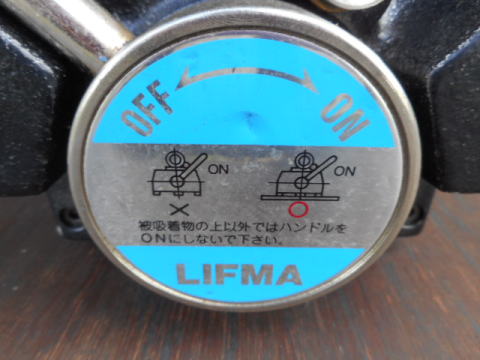 OFF ON
ON ON
× ○
被吸着物の上以外ではハンドルを
ONにしないで下さい。
LIFMA